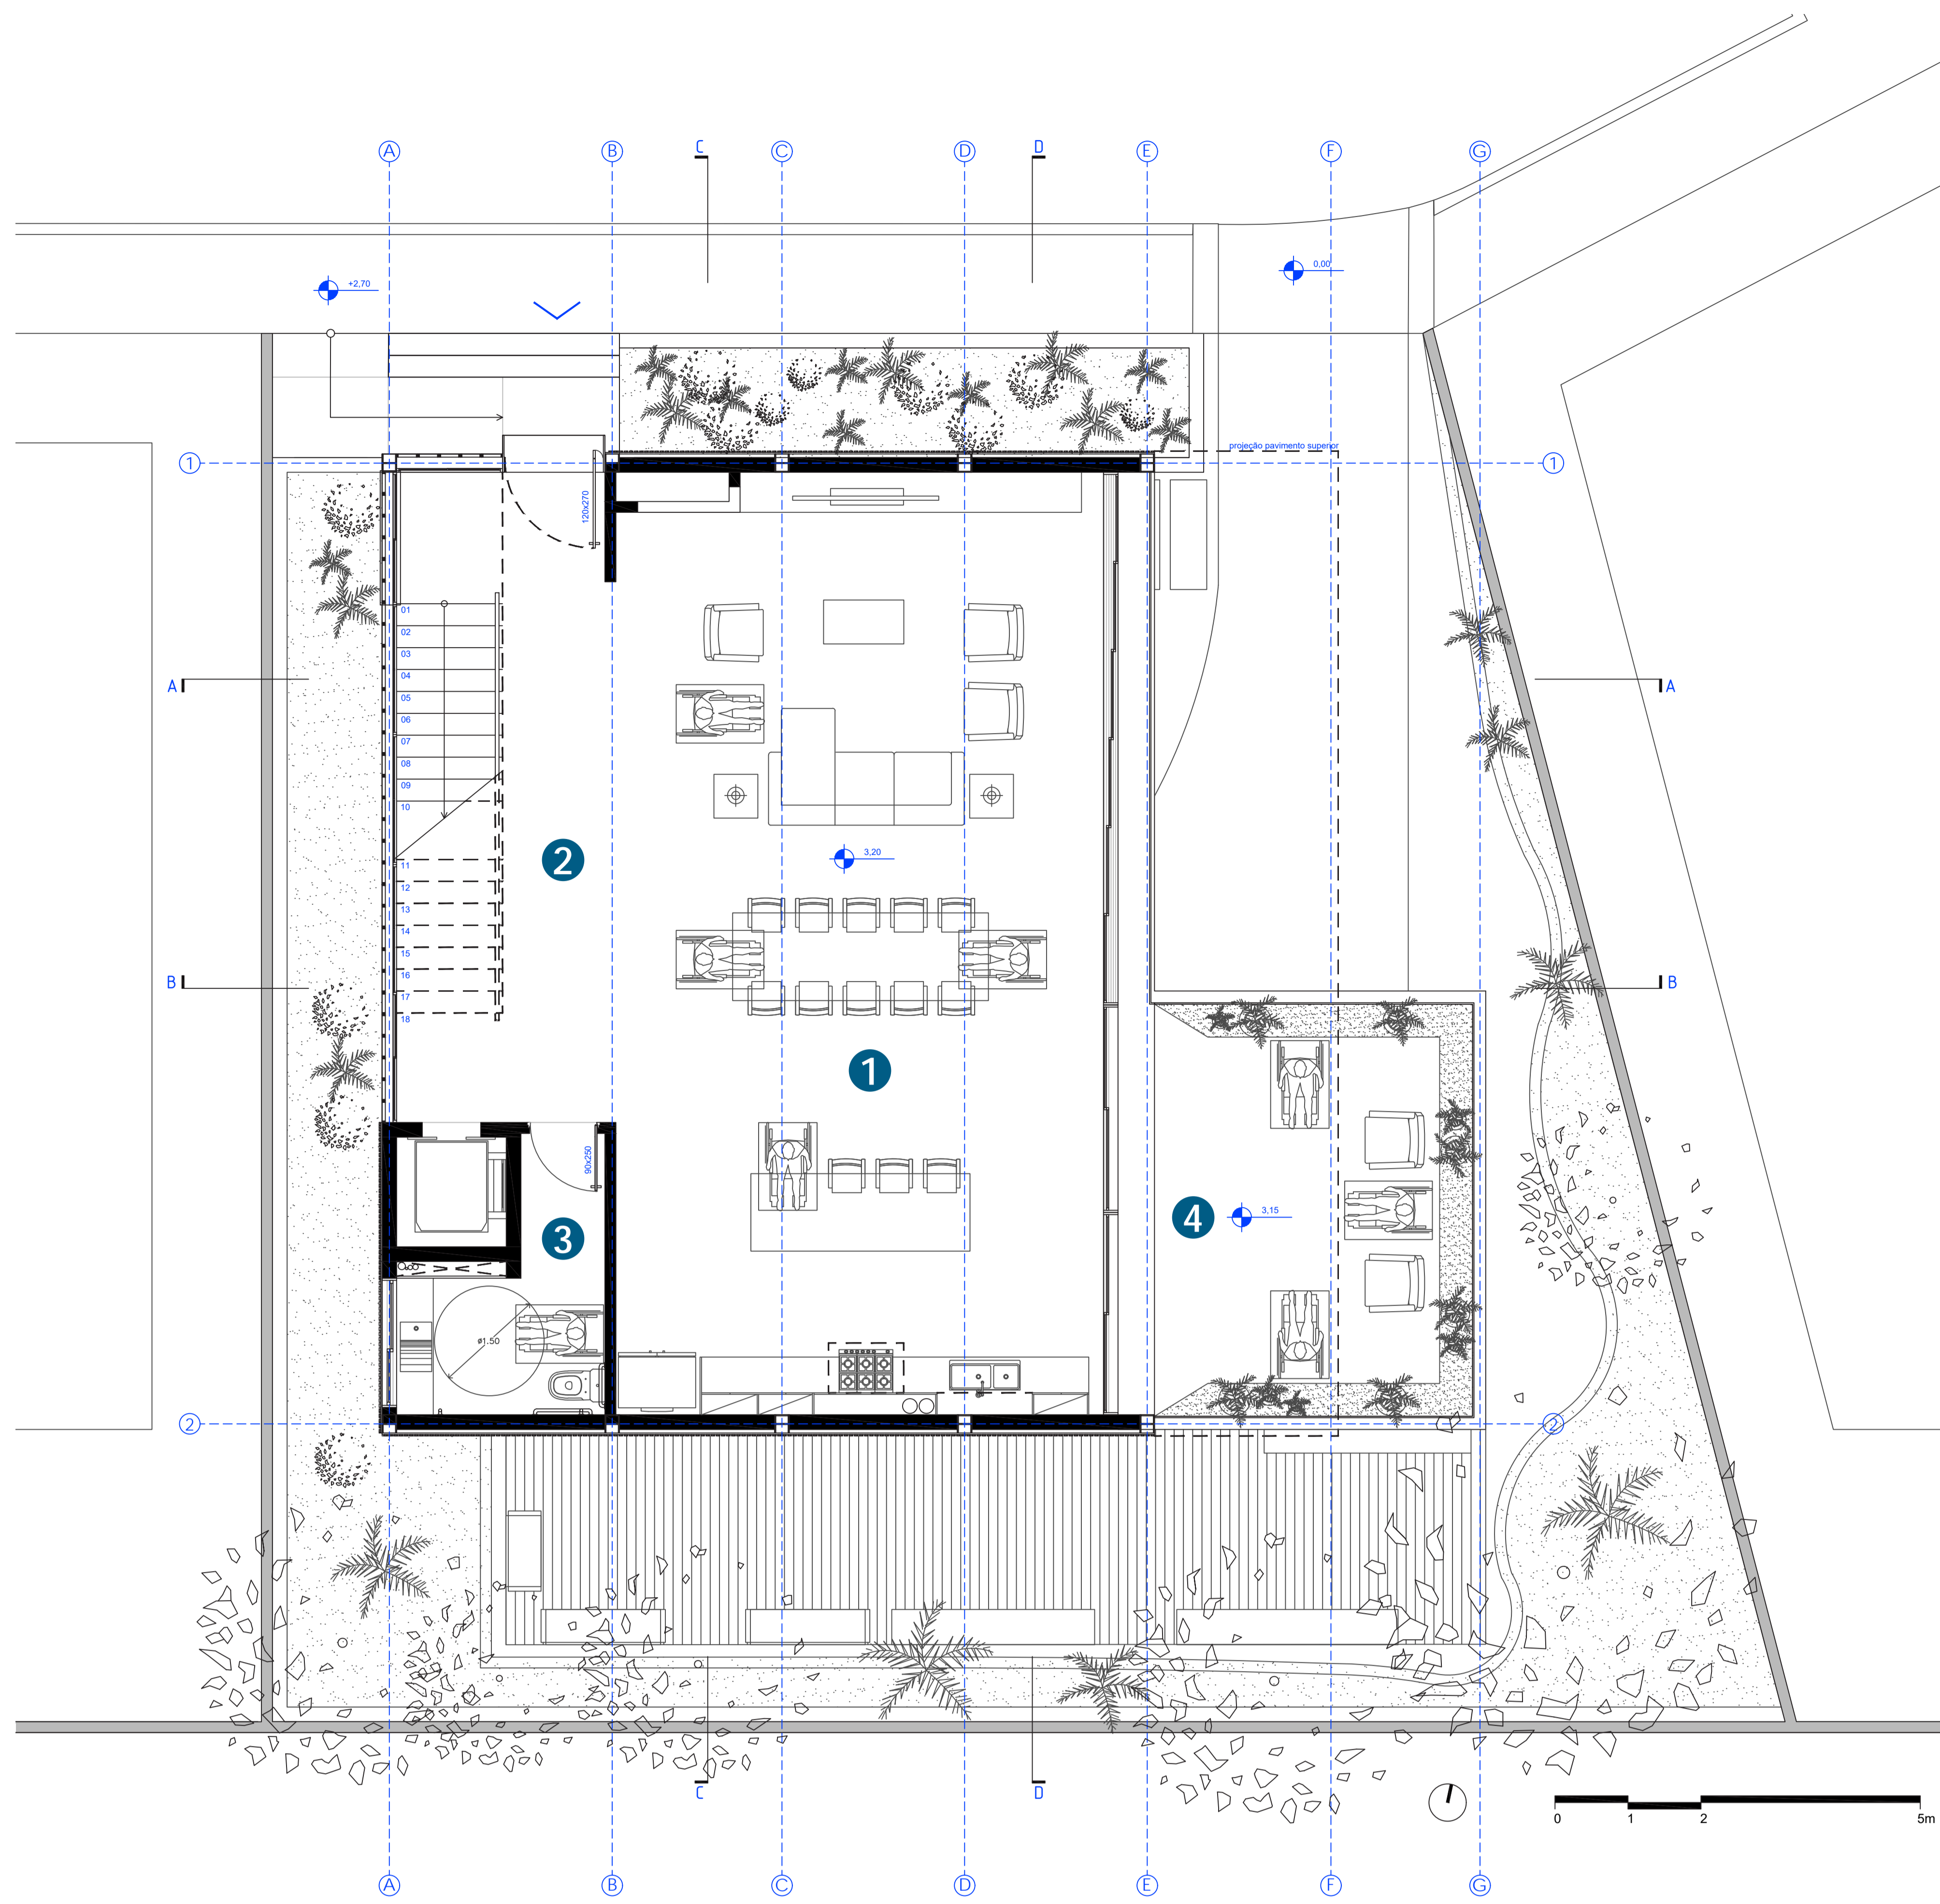 A B C C D D E F G
0,00
+2,70
projeção pavimento superior
1 1
120x270
01
02
03
04
A A
05
06
07
08
09
10
3,20
2
11
12
13
14
15
16
B B
17
18
1
90x250
4 3,15
3
ø1.50
2 2
C D
0 1 2 5m
A B C D E F G